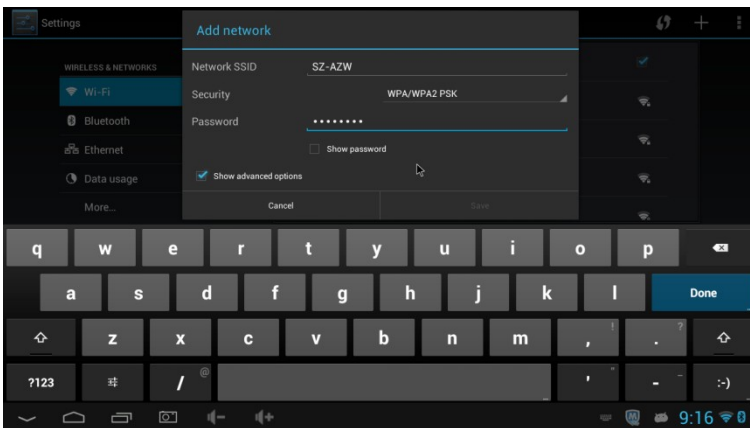 Settings
Add network
WIRELESS & NETWORKS
Network SSID SZ-AZW
Wi-Fi
Security WPA/WPA2 PSK
Bluetooth
Password ••••••••
Ethernet
Show password
Data usage
Show advanced options
More...
Cancel Save
q w e r t y u i o p
a s d f g h j k l Done
z x c v b n m , ! . ?
?123 / @ ' " - _ :-)
9:16